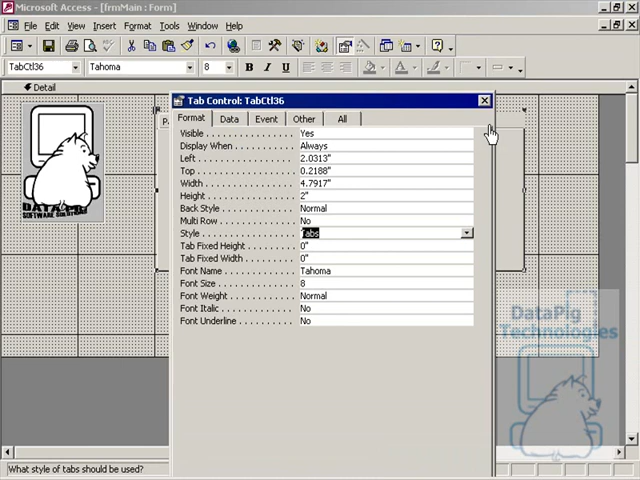 Microsoft Access - [frmMain : Form]
File Edit View Insert Format Tools Window Help
TabCtl36 Tahoma 8 B I U
Detail
Tab Control: TabCtl36
Format Data Event Other All
Visible Yes
Display When Always
Left 2.0313"
Top 0.2188"
Width 4.7917"
Height 2"
Back Style Normal
Multi Row No
Style Tabs
Tab Fixed Height 0"
Tab Fixed Width 0"
Font Name Tahoma
Font Size 8
Font Weight Normal
Font Italic No
Font Underline No
DataPig
Technologies
What style of tabs should be used?